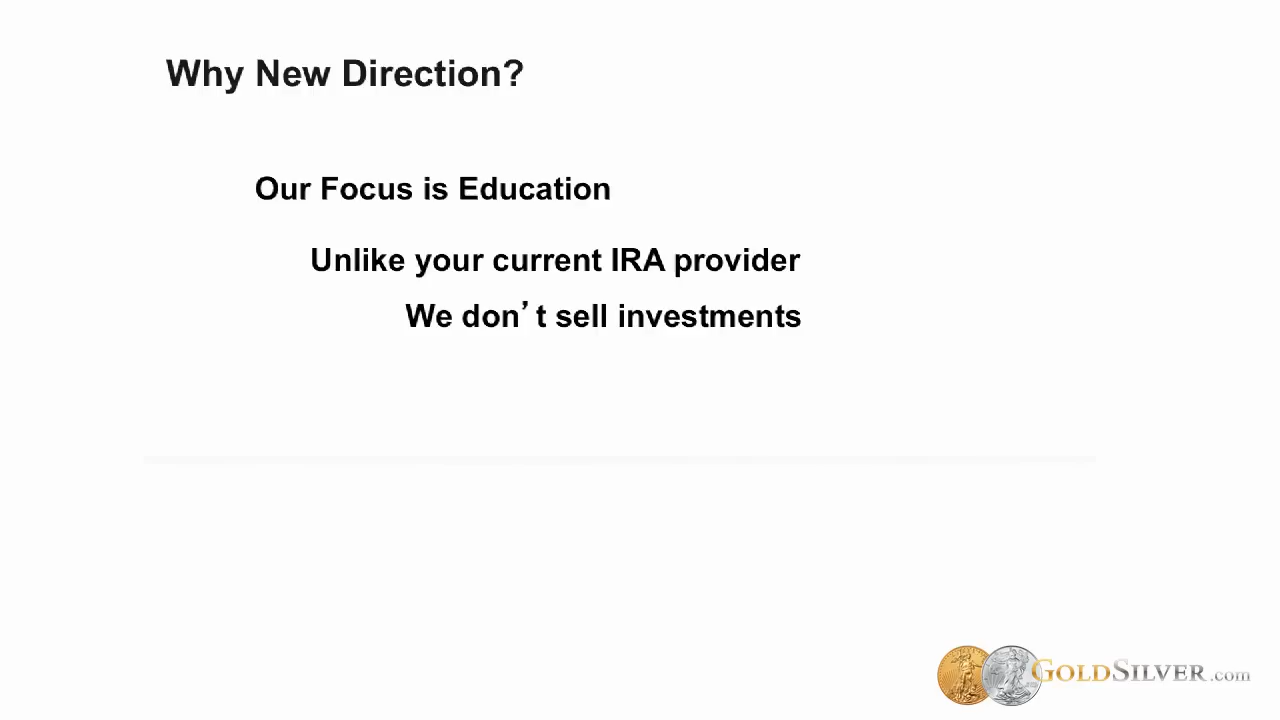 Why New Direction?
Our Focus is Education
Unlike your current IRA provider
We don’t sell investments
GOLDSILVER.com